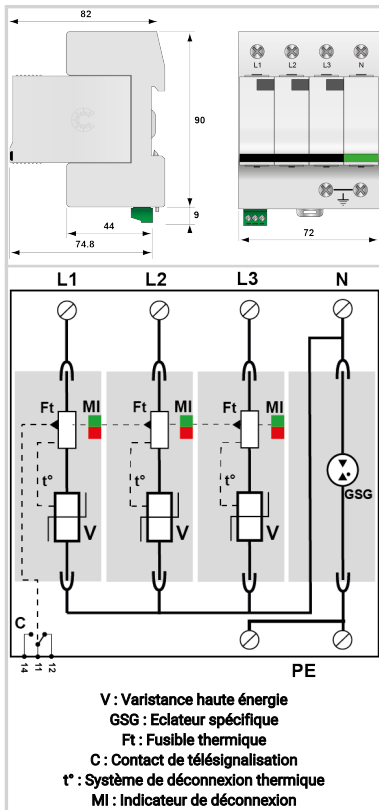 82
L1 L2 L3 N
90
9
44
74.8
72
L1 L2 L3 N
Ft MI Ft MI Ft MI
t° t° t°
GSG
V V V
C
14 11 12
PE
V : Varistance haute énergie
GSG : Eclateur spécifique
Ft : Fusible thermique
C : Contact de télésignalisation
t° : Système de déconnexion thermique
MI : Indicateur de déconnexion